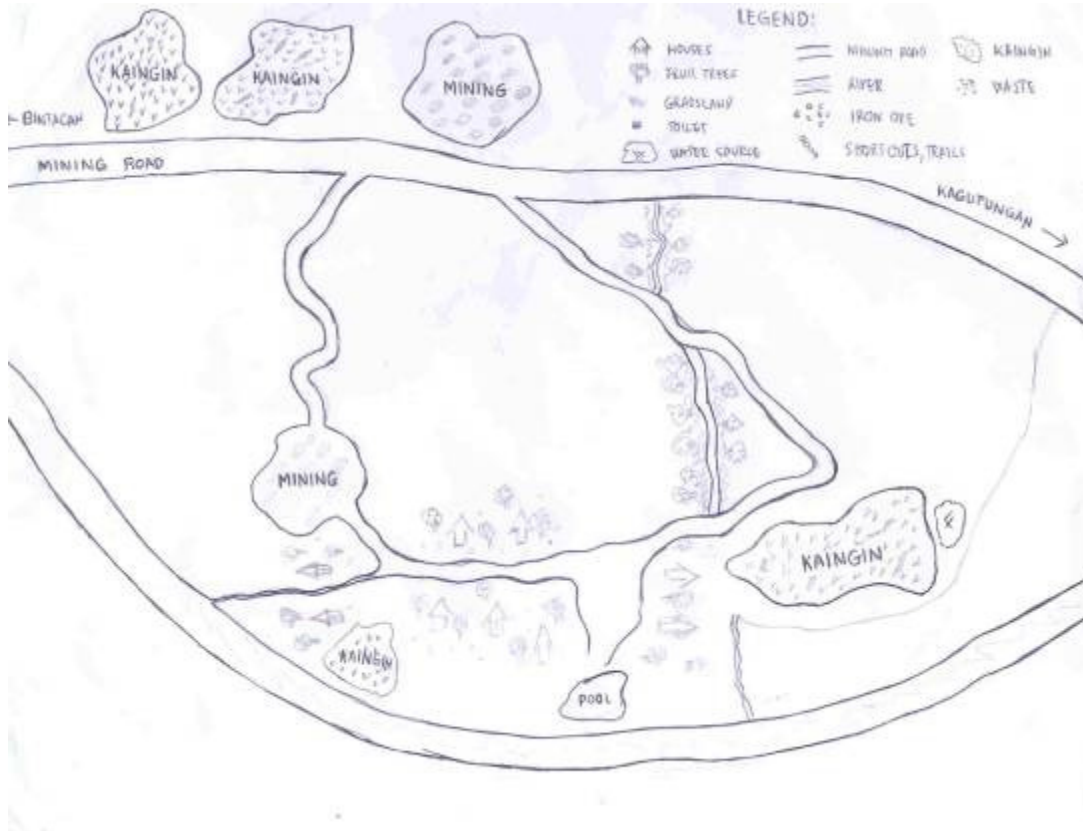 LEGEND:
HOUSES
FRUIT TREES
GRASSLAND
TOILET
WATER SOURCE
MINING ROAD
RIVER
IRON ORE
SHORTCUTS, TRAILS
KAINGIN
WASTE
KAINGIN
KAINGIN
MINING
← BINTACAN
MINING ROAD
KAGUTUNGAN →
MINING
KAINGIN
KAINGIN
POOL